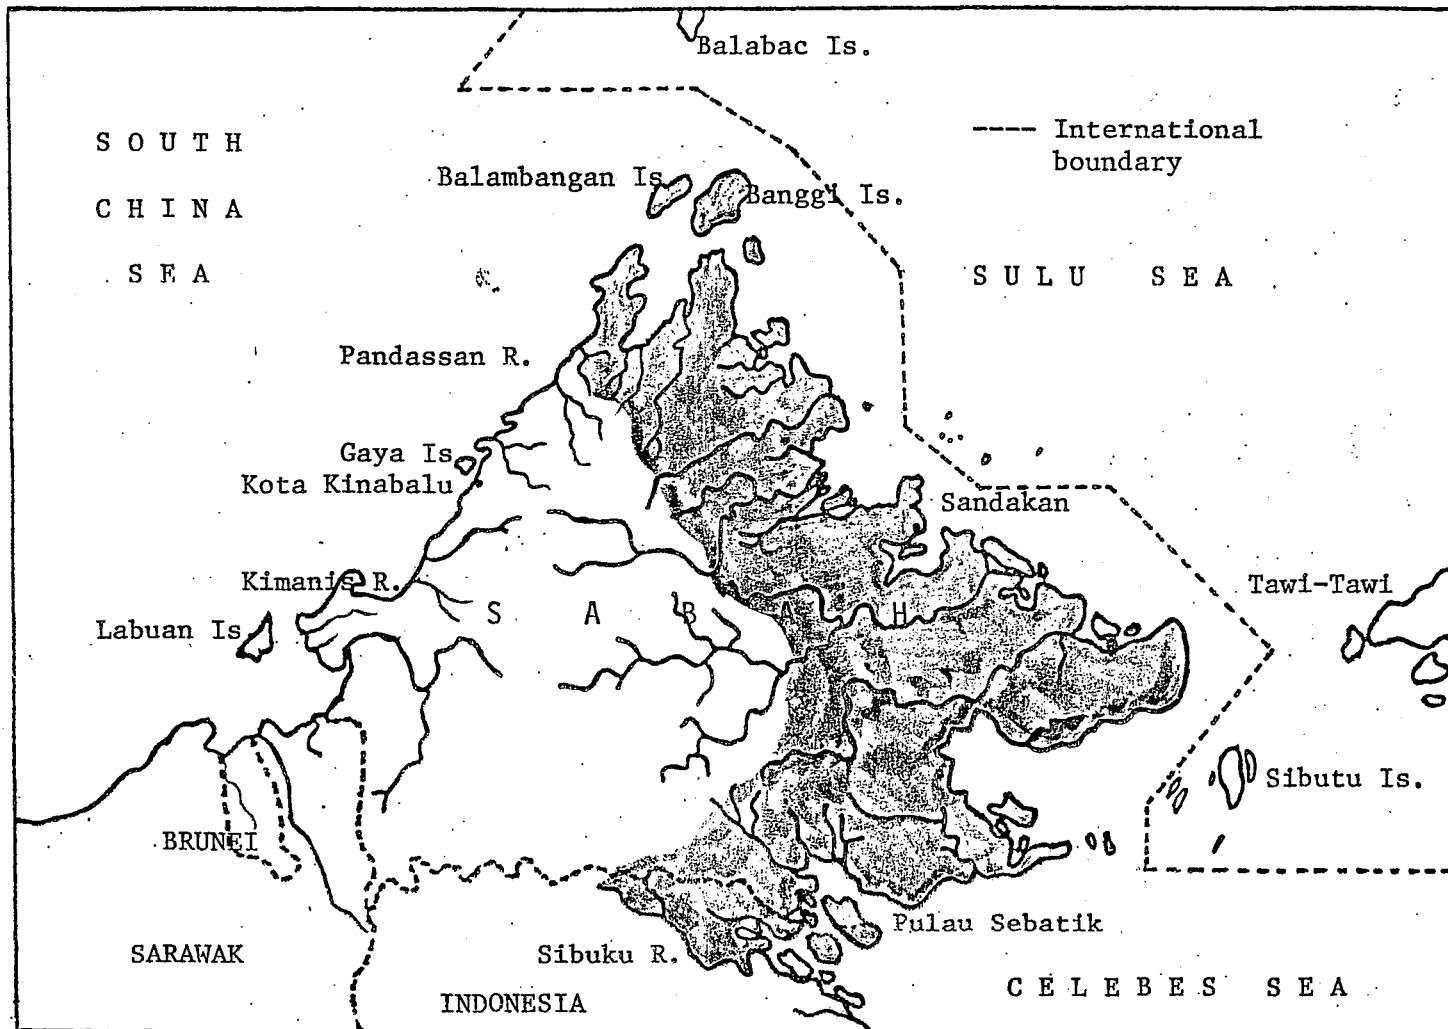 Balabac Is.
SOUTH
CHINA
SEA
---- International
boundary
Balambangan Is
Banggi Is.
SULU SEA
Pandassan R.
Gaya Is
Kota Kinabalu
Sandakan
Kimanis R.
Tawi-Tawi
SABAH
Labuan Is
Sibutu Is.
BRUNEI
Pulau Sebatik
SARAWAK
Sibuku R.
CELEBES SEA
INDONESIA